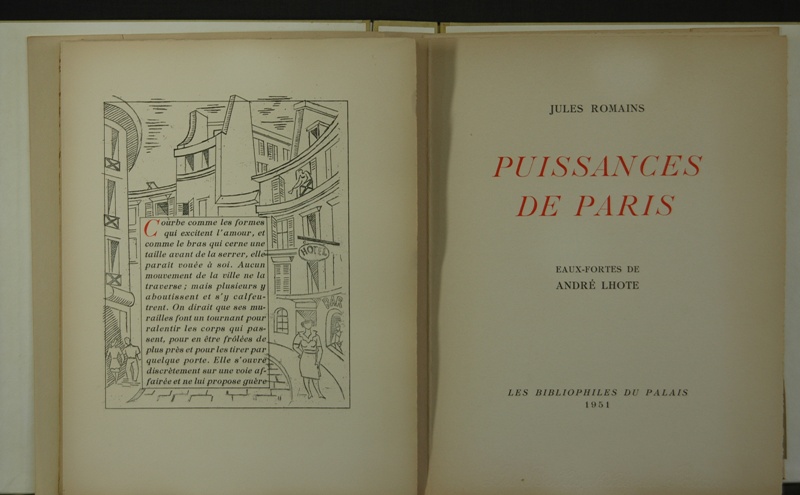 Courbe comme les formes
qui excitent l'amour, et
comme le bras qui cerne une
taille avant de la serrer, elle
paraît vouée à soi. Aucun
mouvement de la ville ne la
traverse ; mais plusieurs y
aboutissent et s'y calfeu-
trent. On dirait que ses mu-
railles font un tournant pour
ralentir les corps qui pas-
sent, pour en être frôlées de
plus près et pour les tirer par
quelque porte. Elle s'ouvre
discrètement sur une voie af-
fairée et ne lui propose guère
HOTEL
BAR
JULES ROMAINS
PUISSANCES
DE PARIS
EAUX-FORTES DE
ANDRÉ LHOTE
LES BIBLIOPHILES DU PALAIS
1951